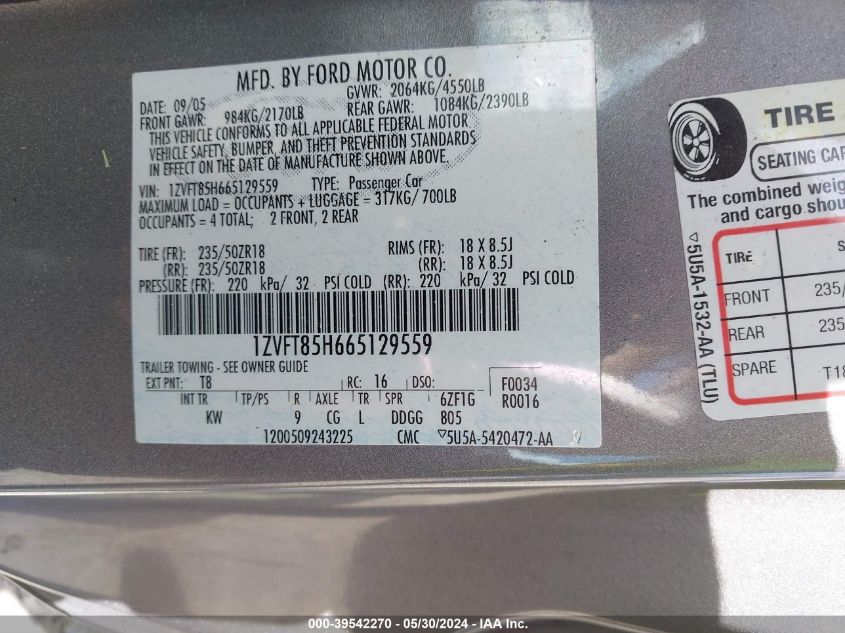 MFD. BY FORD MOTOR CO.
DATE: 09/05 GVWR: 2064KG/4550LB
FRONT GAWR: 984KG/2170LB REAR GAWR: 1084KG/2390LB
THIS VEHICLE CONFORMS TO ALL APPLICABLE FEDERAL MOTOR
VEHICLE SAFETY, BUMPER, AND THEFT PREVENTION STANDARDS
IN EFFECT ON THE DATE OF MANUFACTURE SHOWN ABOVE.
VIN: 1ZVFT85H665129559 TYPE: Passenger Car
MAXIMUM LOAD = OCCUPANTS + LUGGAGE = 317KG/700LB
OCCUPANTS = 4 TOTAL; 2 FRONT, 2 REAR
TIRE (FR): 235/50ZR18 RIMS (FR): 18 X 8.5J
(RR): 235/50ZR18 (RR): 18 X 8.5J
PRESSURE (FR): 220 kPa/ 32 PSI COLD (RR): 220 kPa/ 32 PSI COLD
1ZVFT85H665129559
TRAILER TOWING - SEE OWNER GUIDE
EXT PNT: T8 RC: 16 DSO: F0034
INT TR TP/PS R AXLE TR SPR 6ZF1G R0016
KW 9 CG L DDGG 805
1200509243225 CMC ▽5U5A-5420472-AA
TIRE
SEATING CAP
The combined weig
and cargo shou
TIRE S
FRONT 235/
REAR 235
SPARE T18
▽5U5A-1532-AA (TLU)
000-39542270 - 05/30/2024 - IAA Inc.